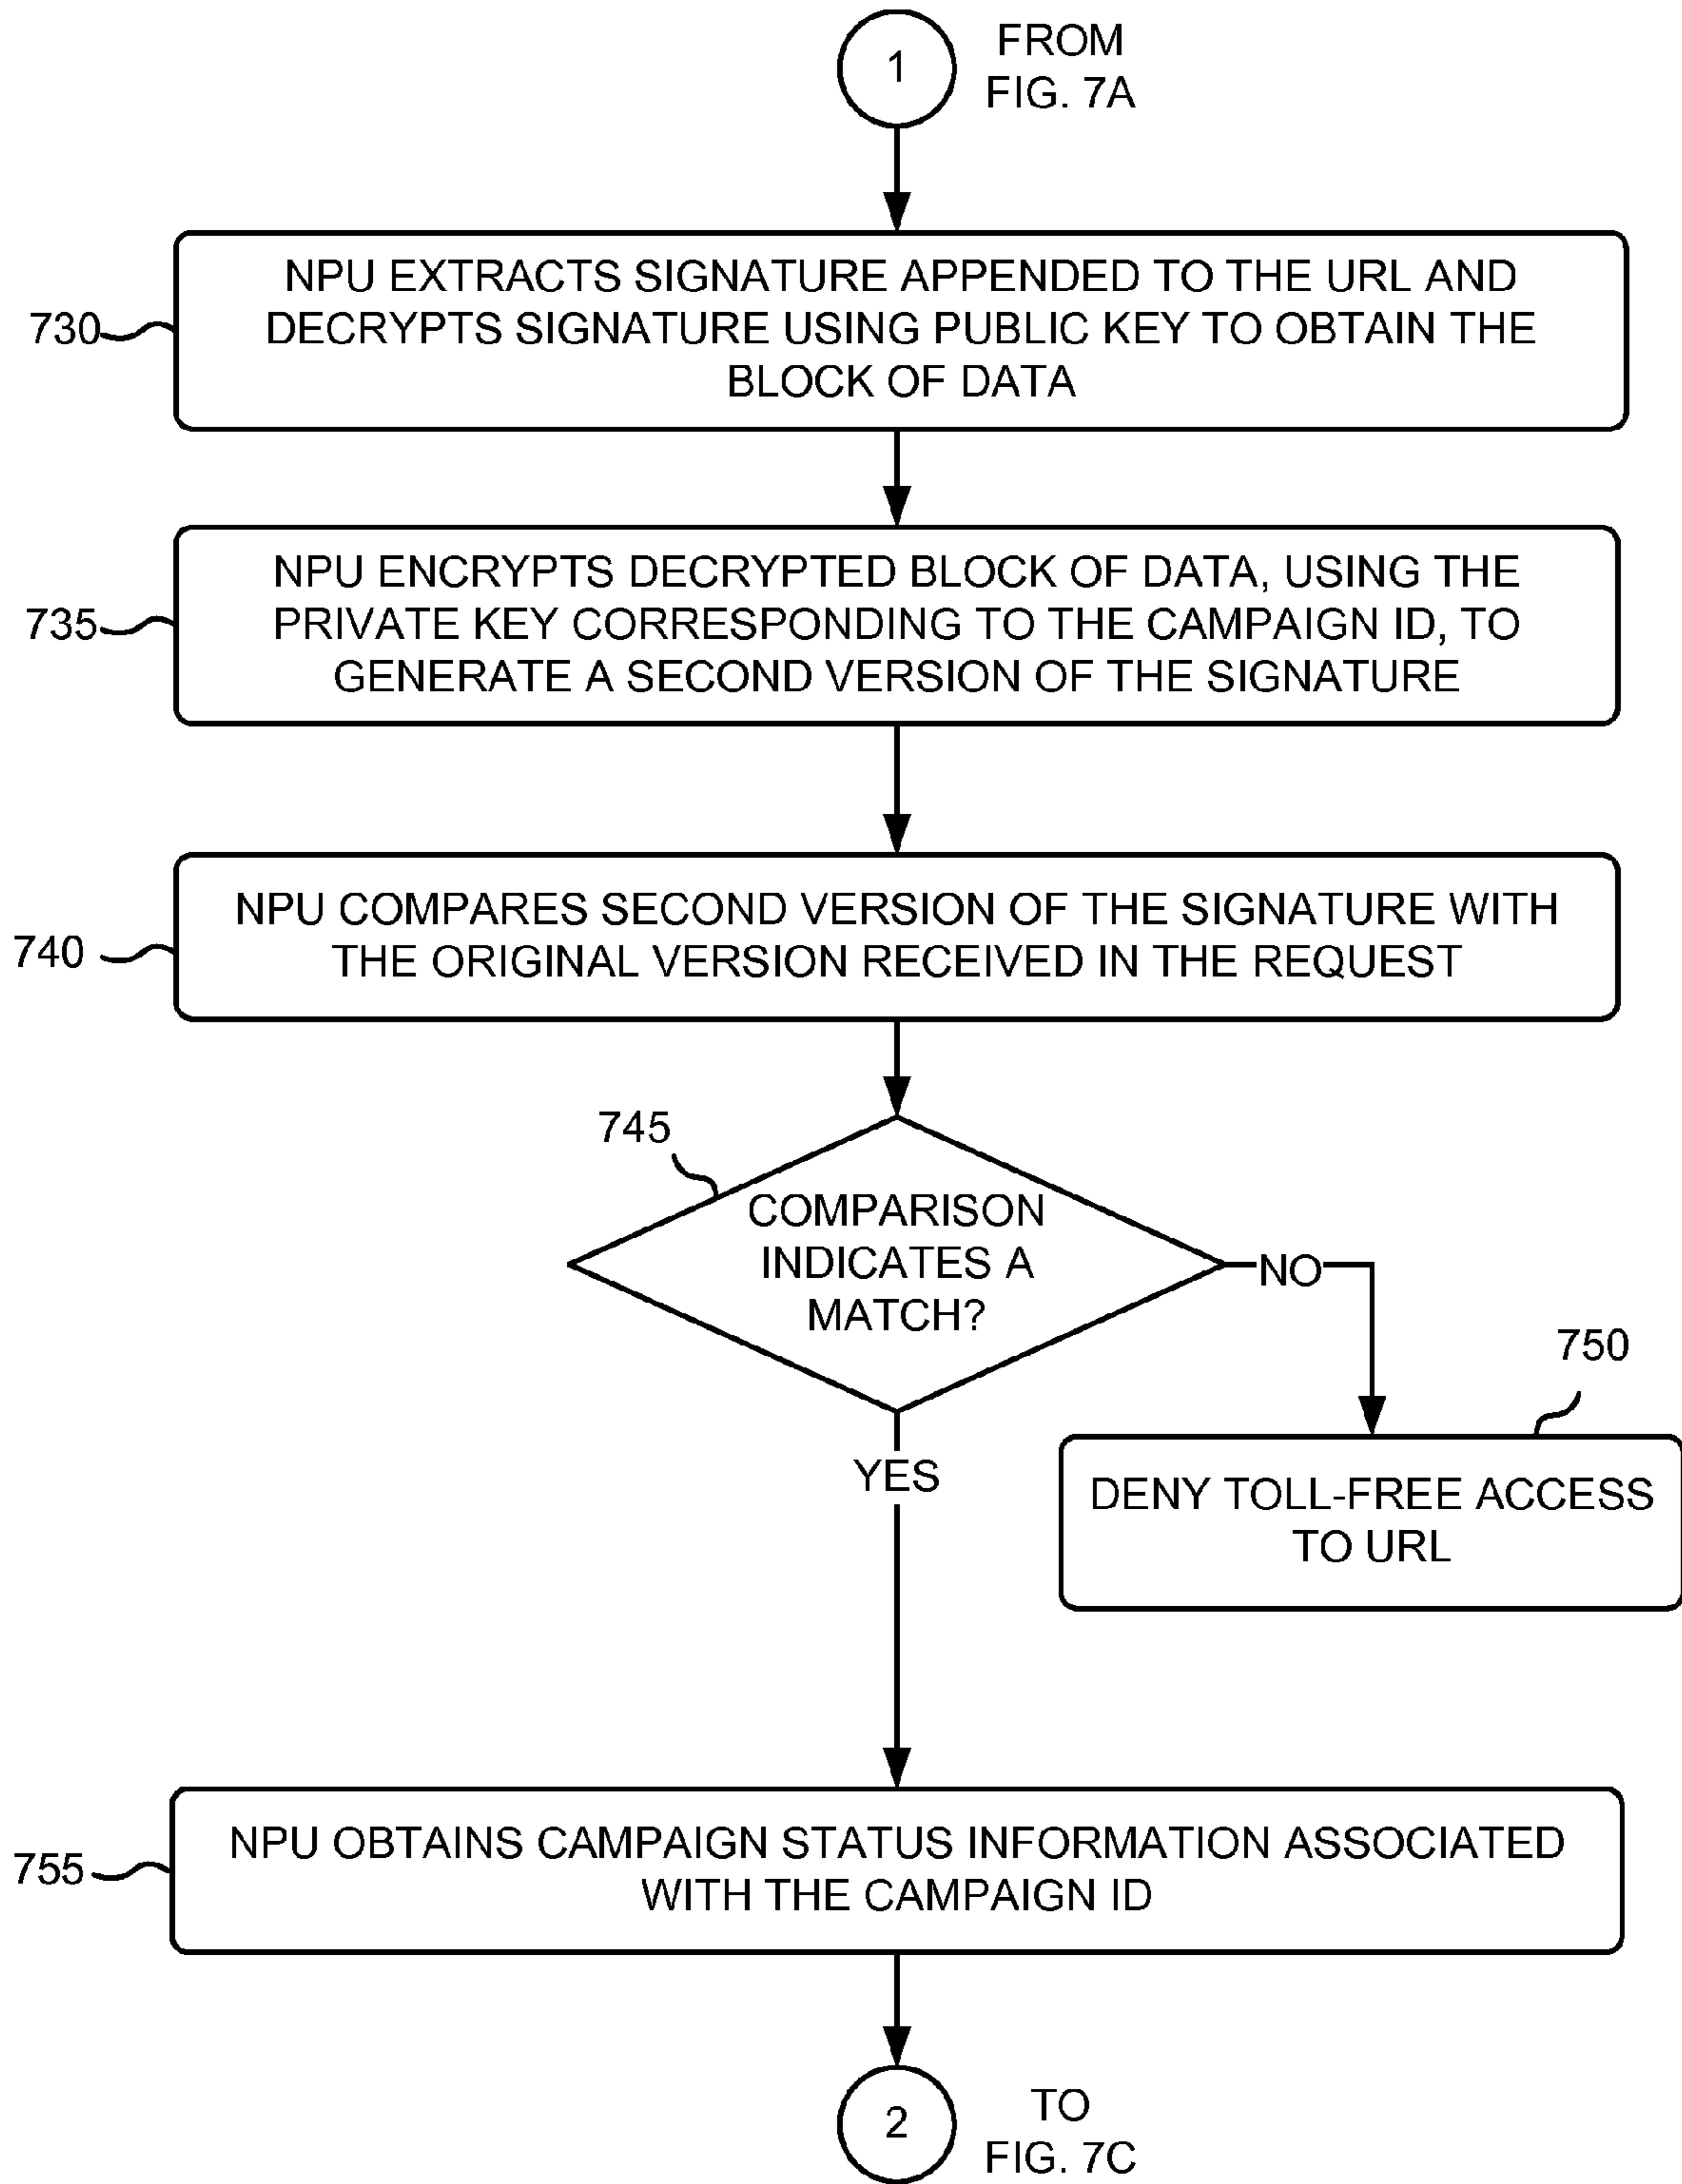 1
FROM
FIG. 7A
NPU EXTRACTS SIGNATURE APPENDED TO THE URL AND
DECRYPTS SIGNATURE USING PUBLIC KEY TO OBTAIN THE
BLOCK OF DATA
730
NPU ENCRYPTS DECRYPTED BLOCK OF DATA, USING THE
PRIVATE KEY CORRESPONDING TO THE CAMPAIGN ID, TO
GENERATE A SECOND VERSION OF THE SIGNATURE
735
NPU COMPARES SECOND VERSION OF THE SIGNATURE WITH
THE ORIGINAL VERSION RECEIVED IN THE REQUEST
740
745
COMPARISON
INDICATES A
MATCH?
NO
750
DENY TOLL-FREE ACCESS
TO URL
YES
NPU OBTAINS CAMPAIGN STATUS INFORMATION ASSOCIATED
WITH THE CAMPAIGN ID
755
2
TO
FIG. 7C